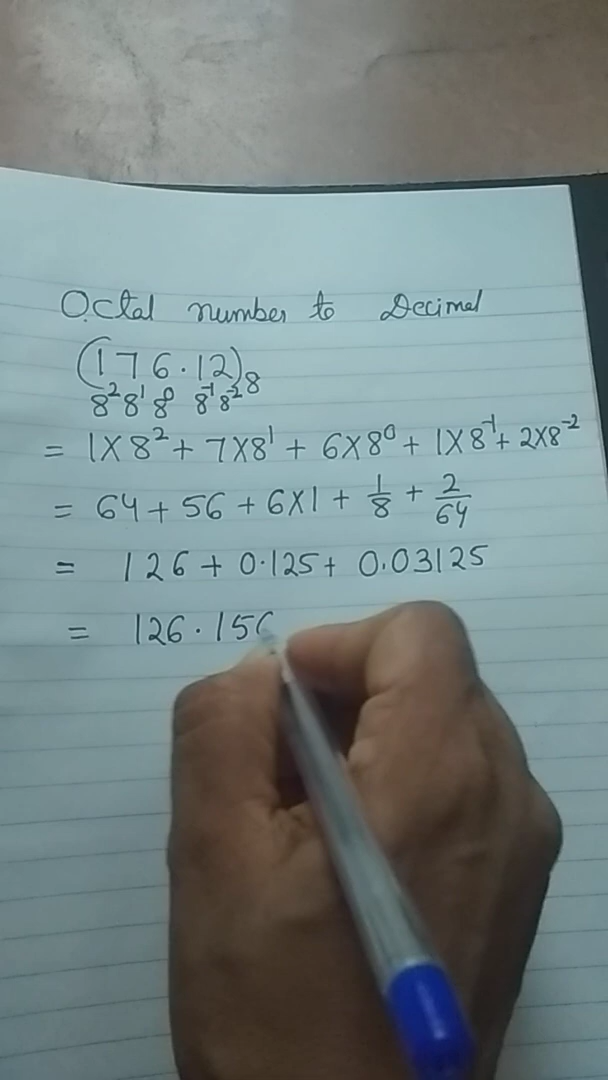 Octal number to Decimal
(176.12)₈
8² 8¹ 8⁰ 8⁻¹ 8⁻²
= 1×8² + 7×8¹ + 6×8⁰ + 1×8⁻¹ + 2×8⁻²
= 64 + 56 + 6×1 + 1/8 + 2/64
= 126 + 0.125 + 0.03125
= 126.156